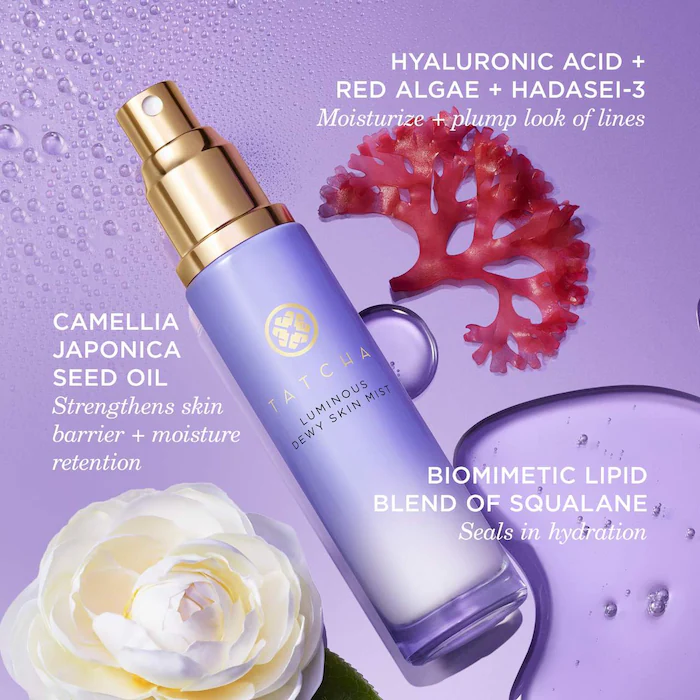 HYALURONIC ACID +
RED ALGAE + HADASEI-3
Moisturize + plump look of lines
CAMELLIA
JAPONICA
SEED OIL
Strengthens skin
barrier + moisture
retention
TATCHA
LUMINOUS
DEWY SKIN MIST
BIOMIMETIC LIPID
BLEND OF SQUALANE
Seals in hydration